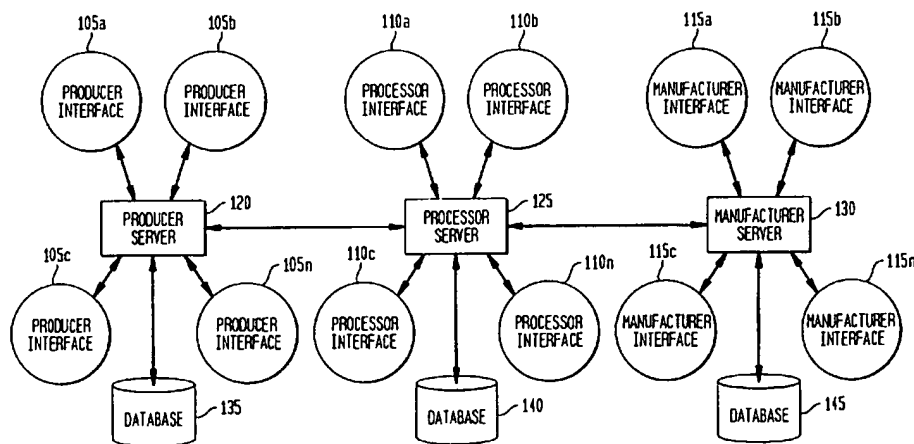 105a
105b
110a
110b
115a
115b
PRODUCER
INTERFACE
PRODUCER
INTERFACE
PROCESSOR
INTERFACE
PROCESSOR
INTERFACE
MANUFACTURER
INTERFACE
MANUFACTURER
INTERFACE
PRODUCER
SERVER
120
PROCESSOR
SERVER
125
MANUFACTURER
SERVER
130
105c
105n
110c
110n
115c
115n
PRODUCER
INTERFACE
PRODUCER
INTERFACE
PROCESSOR
INTERFACE
PROCESSOR
INTERFACE
MANUFACTURER
INTERFACE
MANUFACTURER
INTERFACE
DATABASE
135
DATABASE
140
DATABASE
145